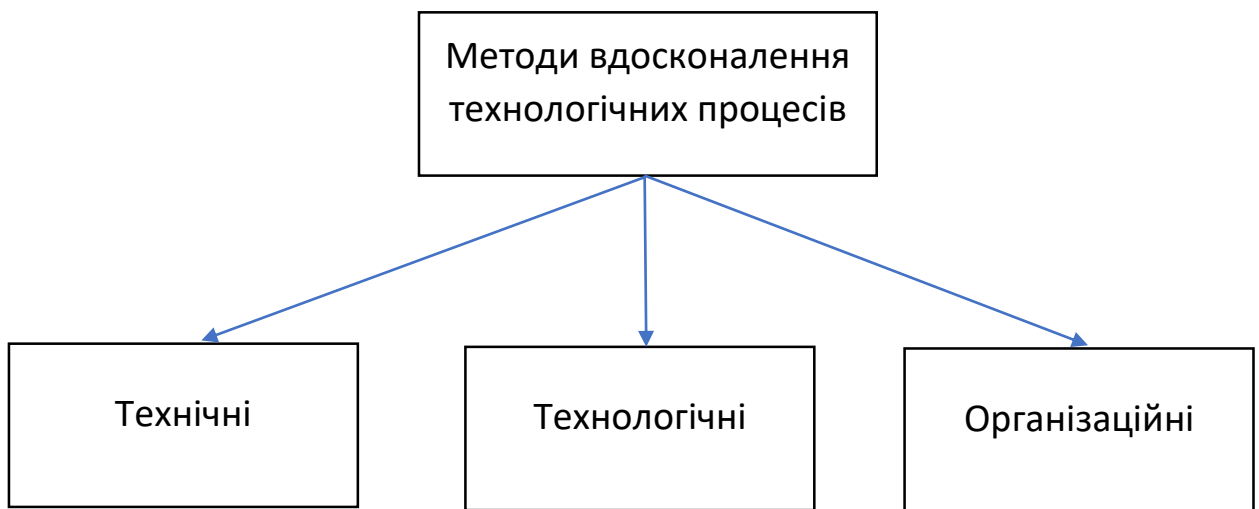 Методи вдосконалення
технологічних процесів
Технічні
Технологічні
Організаційні